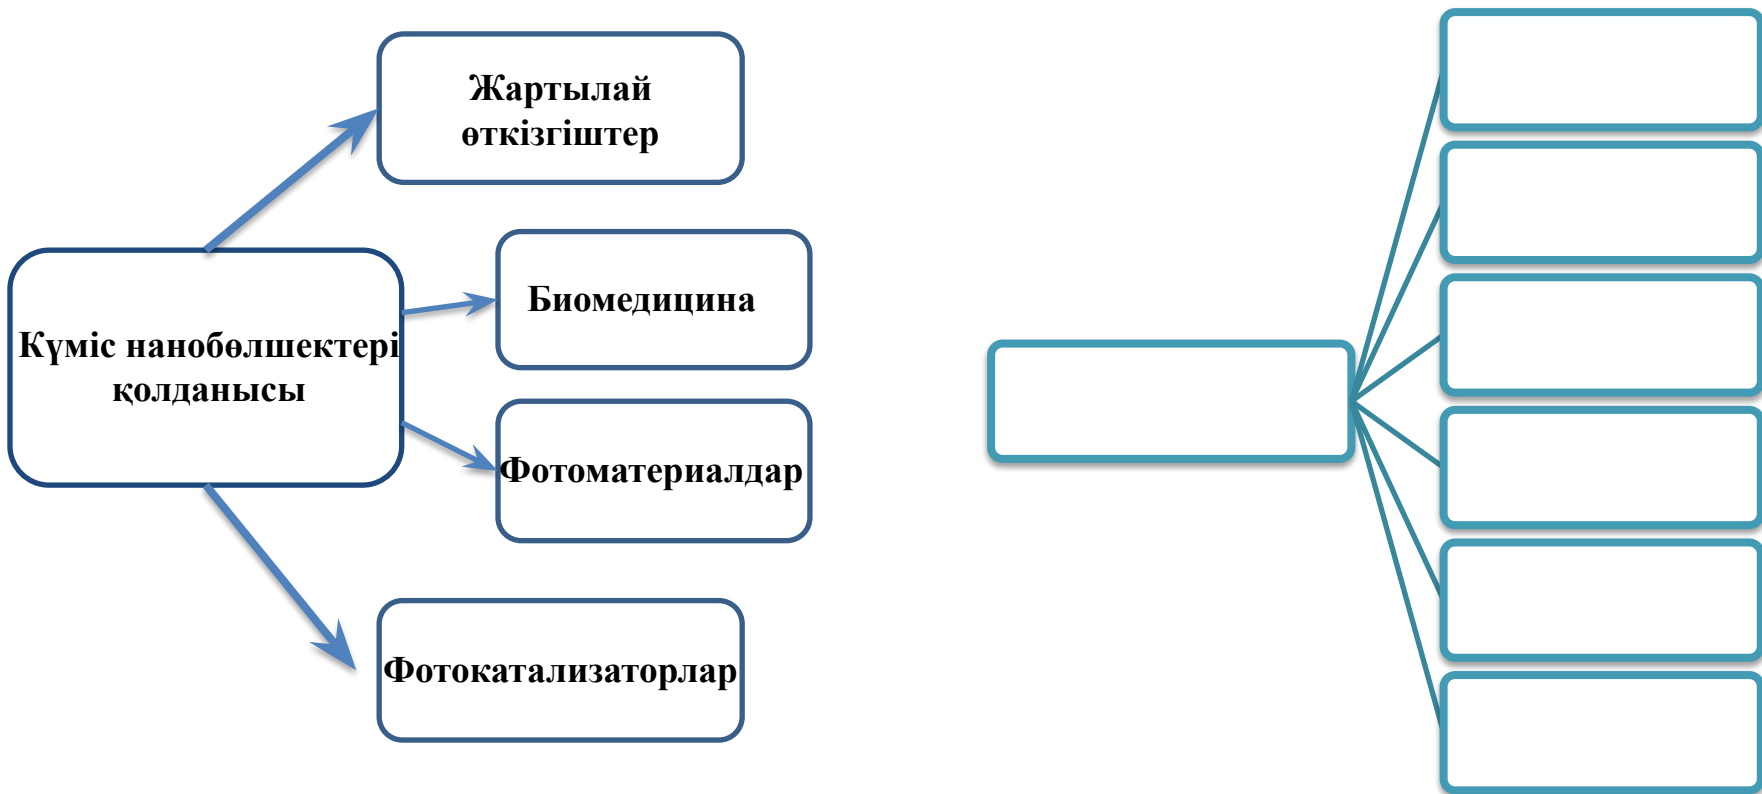 Жартылай
өткізгіштер
Биомедицина
Күміс нанобөлшектері
қолданысы
Фотоматериалдар
Фотокатализаторлар